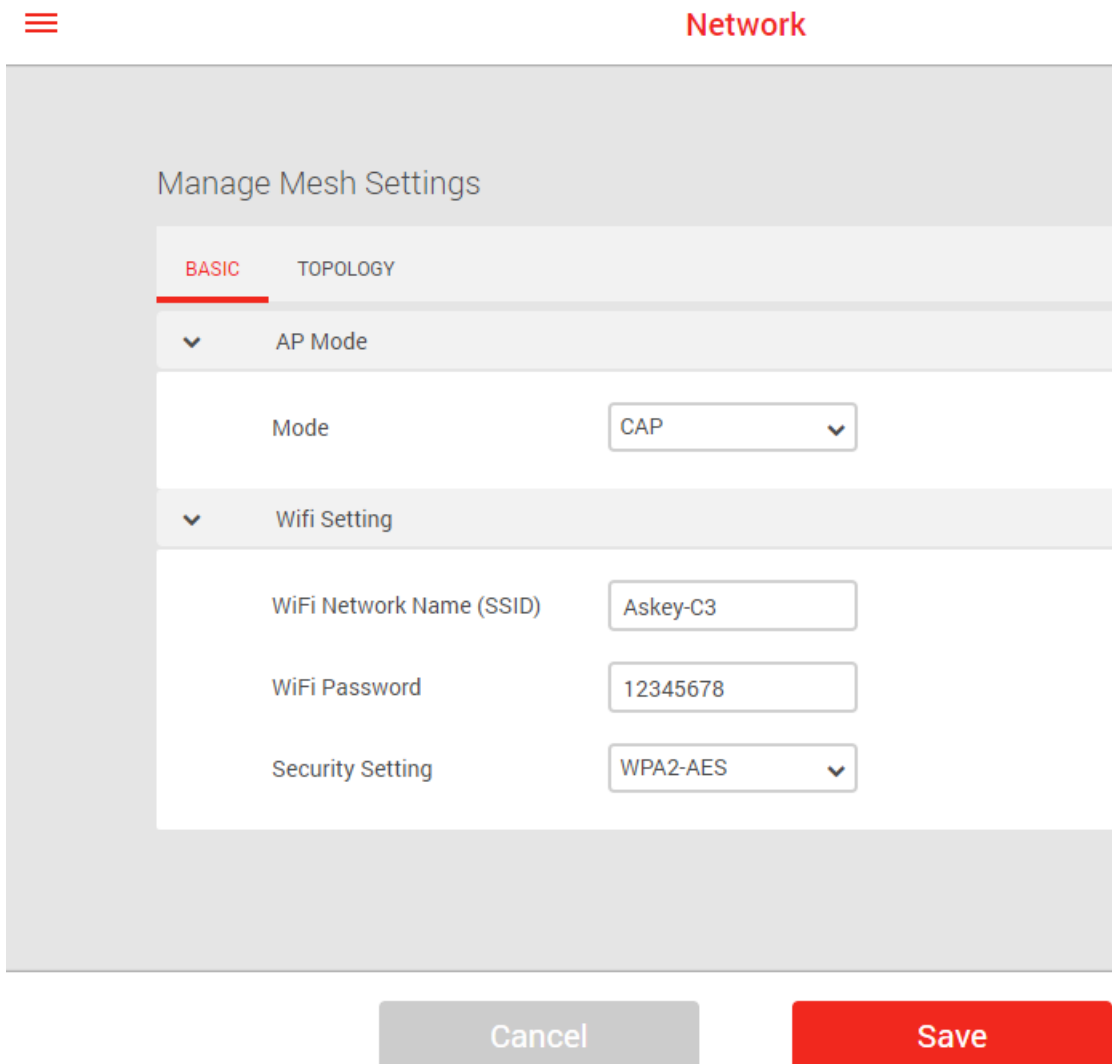 Network
Manage Mesh Settings
BASIC TOPOLOGY
AP Mode
Mode CAP
Wifi Setting
WiFi Network Name (SSID) Askey-C3
WiFi Password 12345678
Security Setting WPA2-AES
Cancel Save